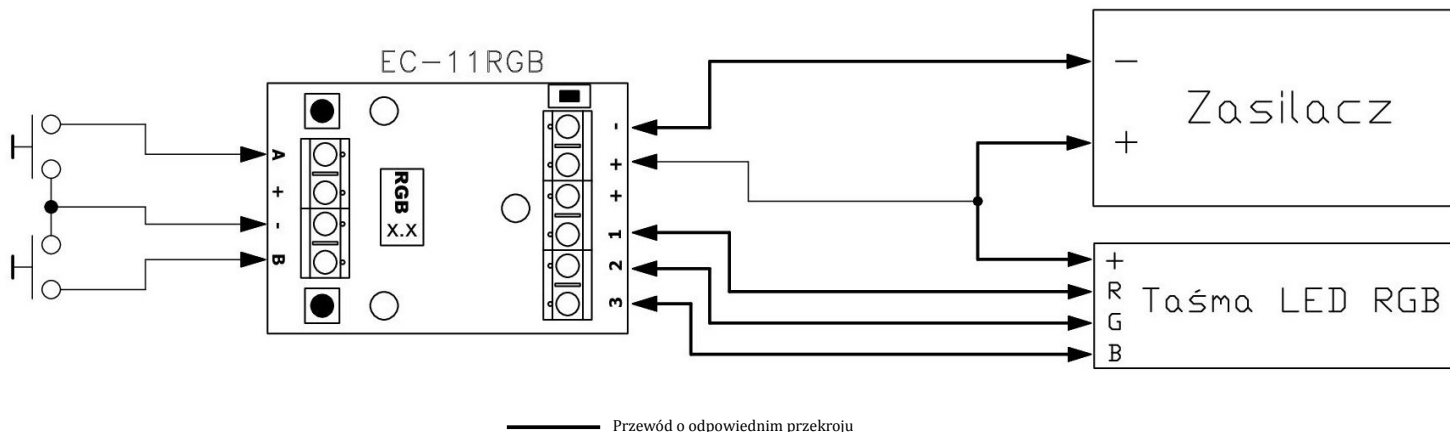 EC-11RGB
A
+
-
B
RGB
X.X
-
+
+
1
2
3
-
+
Zasilacz
+
R
G
B
Taśma LED RGB
Przewód o odpowiednim przekroju